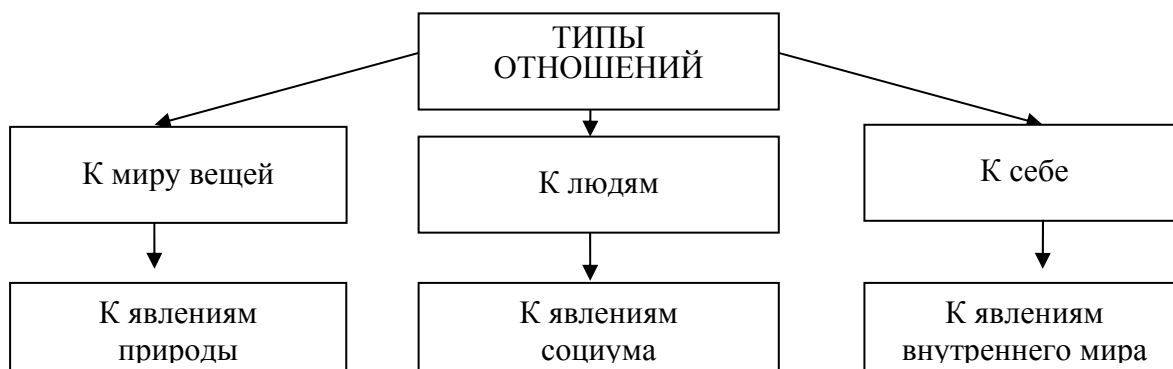 ТИПЫ
ОТНОШЕНИЙ
К миру вещей
К людям
К себе
К явлениям
природы
К явлениям
социума
К явлениям
внутреннего мира